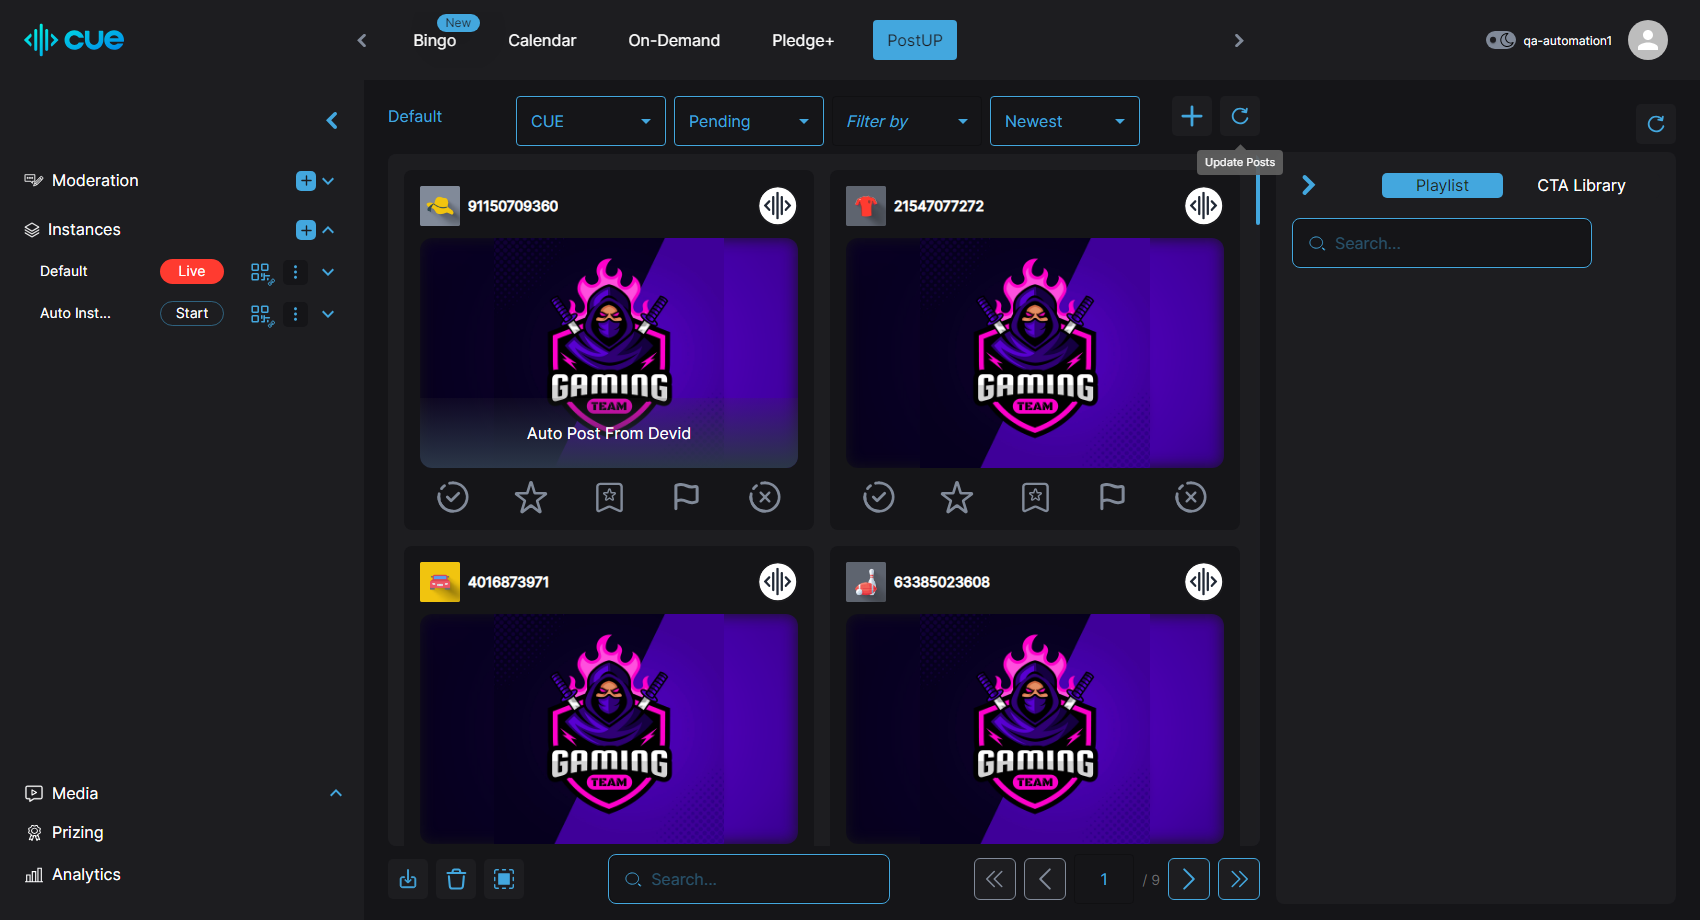 cue
New
Bingo
Calendar
On-Demand
Pledge+
PostUP
qa-automation1
Default
CUE
Pending
Filter by
Newest
Update Posts
Moderation
Instances
Default
Live
Auto Inst...
Start
Media
Prizing
Analytics
91150709360
GAMING
TEAM
Auto Post From Devid
21547077272
GAMING
TEAM
4016873971
GAMING
TEAM
63385023608
GAMING
TEAM
Search...
1
/ 9
Playlist
CTA Library
Search...